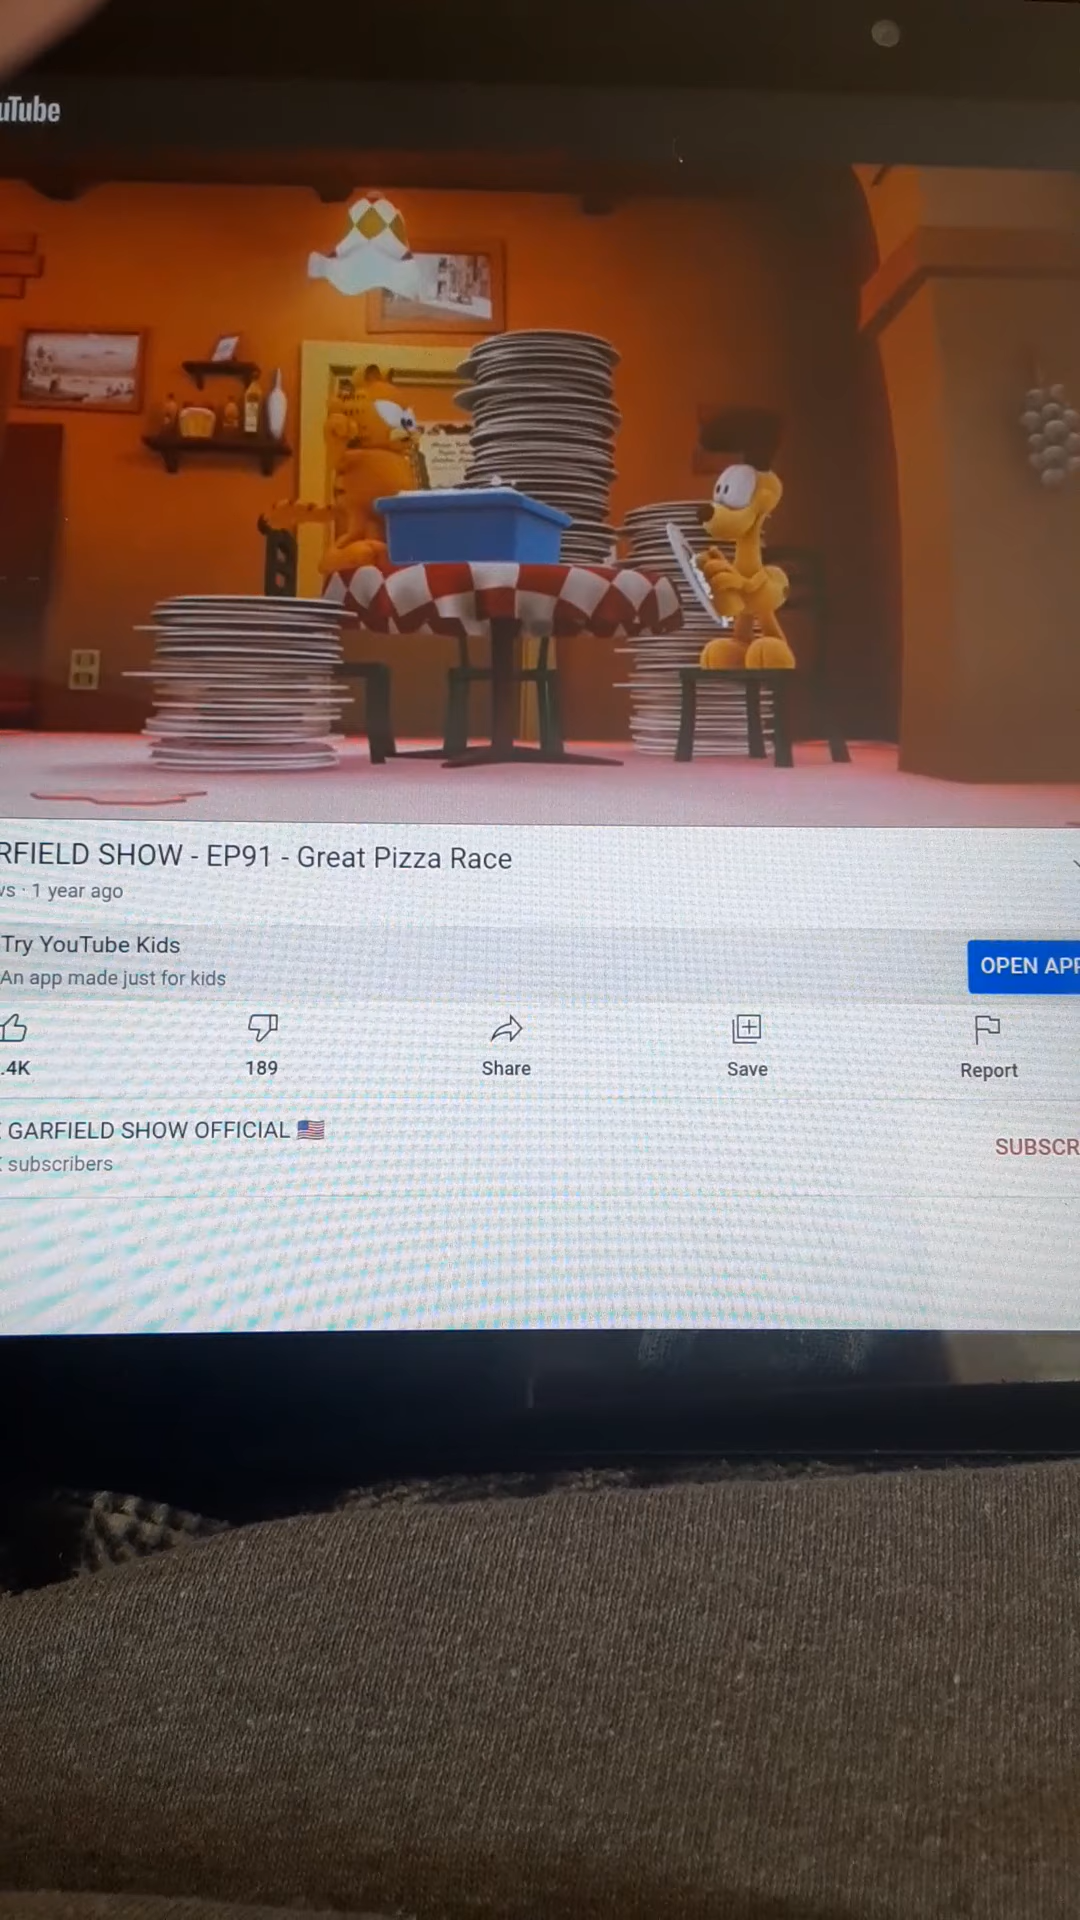 uTube
RFIELD SHOW - EP91 - Great Pizza Race
ws · 1 year ago
Try YouTube Kids
An app made just for kids
OPEN APP
.4K
189
Share
Save
Report
GARFIELD SHOW OFFICIAL 🇺🇸
subscribers
SUBSCR